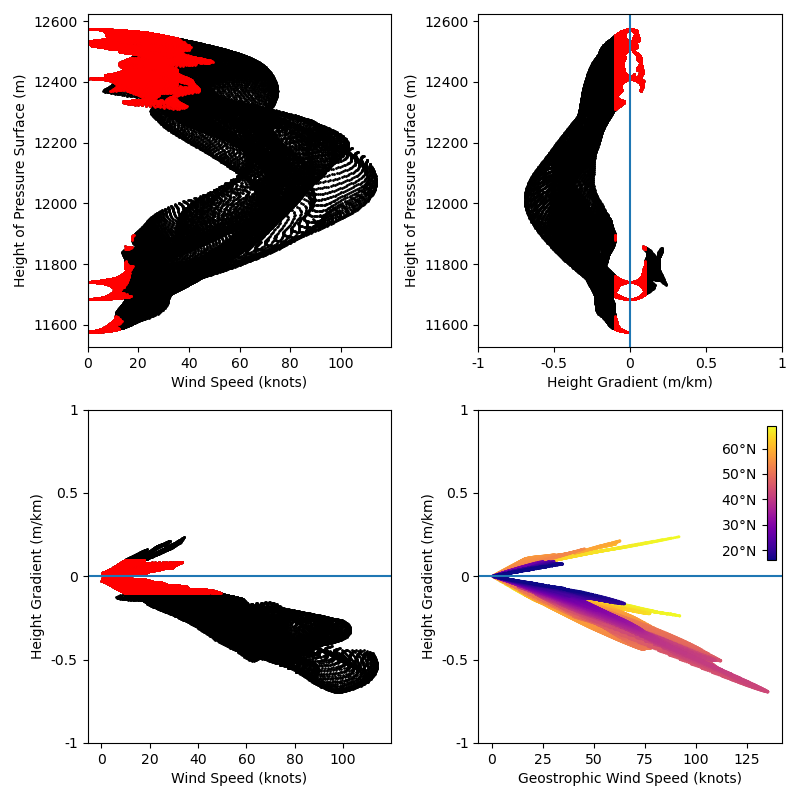 12600
12400
12200
12000
11800
11600
Height of Pressure Surface (m)
0 20 40 60 80 100
Wind Speed (knots)
12600
12400
12200
12000
11800
11600
Height of Pressure Surface (m)
-1 -0.5 0 0.5 1
Height Gradient (m/km)
1
0.5
0
-0.5
-1
Height Gradient (m/km)
0 20 40 60 80 100
Wind Speed (knots)
1
0.5
0
-0.5
-1
Height Gradient (m/km)
60°N
50°N
40°N
30°N
20°N
0 25 50 75 100 125
Geostrophic Wind Speed (knots)